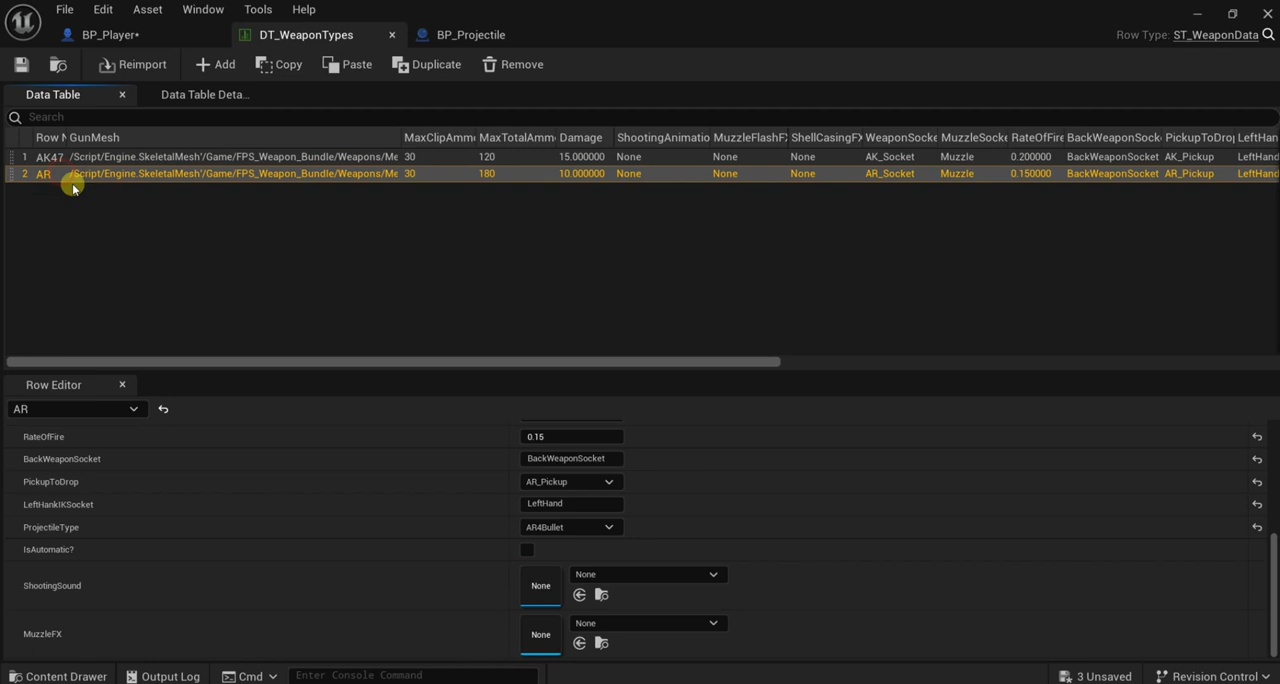 File Edit Asset Window Tools Help
BP_Player* DT_WeaponTypes BP_Projectile Row Type: ST_WeaponData
Reimport Add Copy Paste Duplicate Remove
Data Table Data Table Deta...
Search
Row N GunMesh MaxClipAmm MaxTotalAmm Damage ShootingAnimatio MuzzleFlashF ShellCasingF WeaponSocke MuzzleSocke RateOfFire BackWeaponSock PickupToDro LeftHan
1 AK47 /Script/Engine.SkeletalMesh'/Game/FPS_Weapon_Bundle/Weapons/Me 30 120 15.000000 None None None AK_Socket Muzzle 0.200000 BackWeaponSocket AK_Pickup LeftHand
2 AR /Script/Engine.SkeletalMesh'/Game/FPS_Weapon_Bundle/Weapons/Me 30 180 10.000000 None None None AR_Socket Muzzle 0.150000 BackWeaponSocket AR_Pickup LeftHand
Row Editor
AR
RateOfFire 0.15
BackWeaponSocket BackWeaponSocket
PickupToDrop AR_Pickup
LeftHankIKSocket LeftHand
ProjectileType AR4Bullet
IsAutomatic?
ShootingSound None None
MuzzleFX None None
Content Drawer Output Log Cmd Enter Console Command 3 Unsaved Revision Control